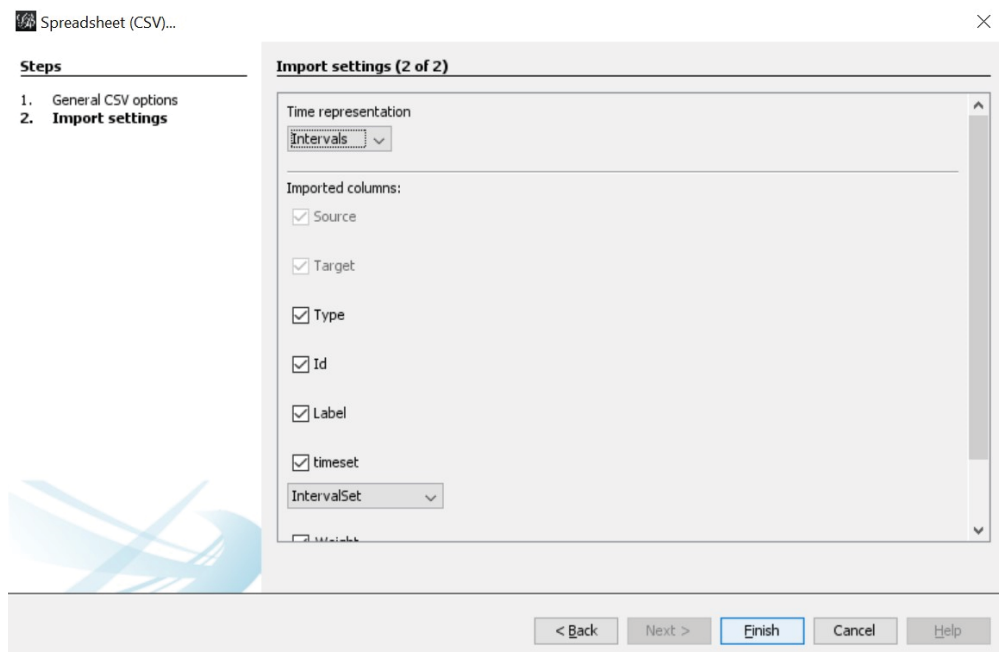 Spreadsheet (CSV)...
Steps
1. General CSV options
2. Import settings
Import settings (2 of 2)
Time representation
Intervals
Imported columns:
Source
Target
Type
Id
Label
timeset
IntervalSet
Weight
< Back
Next >
Finish
Cancel
Help